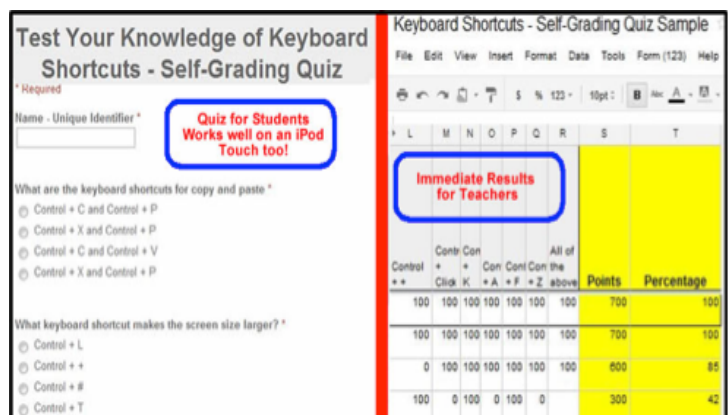 Test Your Knowledge of Keyboard
Shortcuts - Self-Grading Quiz
* Required
Name - Unique Identifier *
Quiz for Students
Works well on an iPod
Touch too!
What are the keyboard shortcuts for copy and paste *
Control + C and Control + P
Control + X and Control + P
Control + C and Control + V
Control + X and Control + P
What keyboard shortcut makes the screen size larger? *
Control + L
Control + +
Control + #
Control + T
Keyboard Shortcuts - Self-Grading Quiz Sample
File Edit View Insert Format Data Tools Form (123) Help
$ % 123 10pt B Abc A
L M N O P Q R S T
Immediate Results
for Teachers
Contr Con All of
Control + + Con Cont Con the
+ + Click K + A + F + Z above Points Percentage
100 100 100 100 100 100 100 700 100
100 100 100 100 100 100 100 700 100
0 100 100 100 100 100 100 600 85
100 0 100 0 100 0 300 42